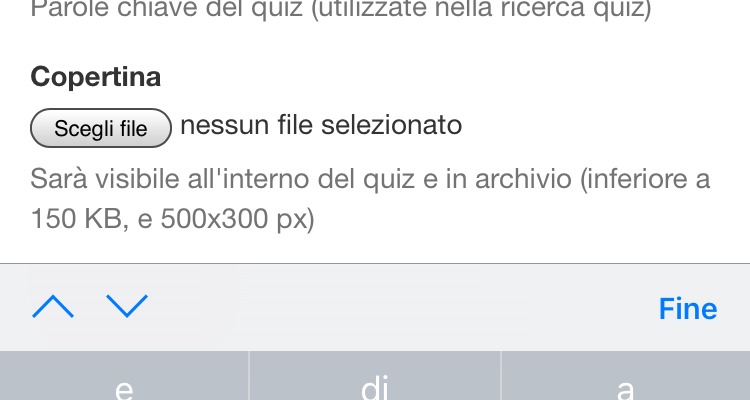 Parole chiave del quiz (utilizzate nella ricerca quiz)
Copertina
Scegli file nessun file selezionato
Sarà visibile all'interno del quiz e in archivio (inferiore a
150 KB, e 500x300 px)
Fine
e di a